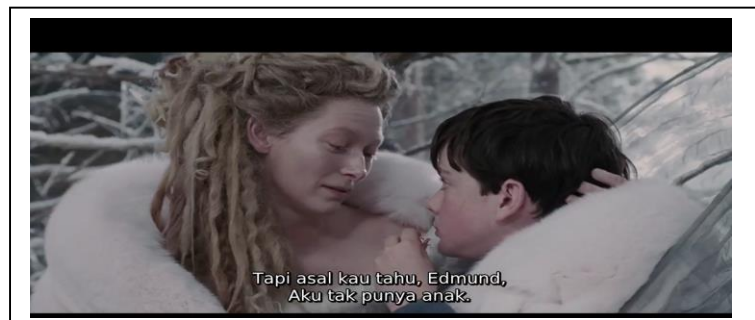 Tapi asal kau tahu, Edmund,
Aku tak punya anak.